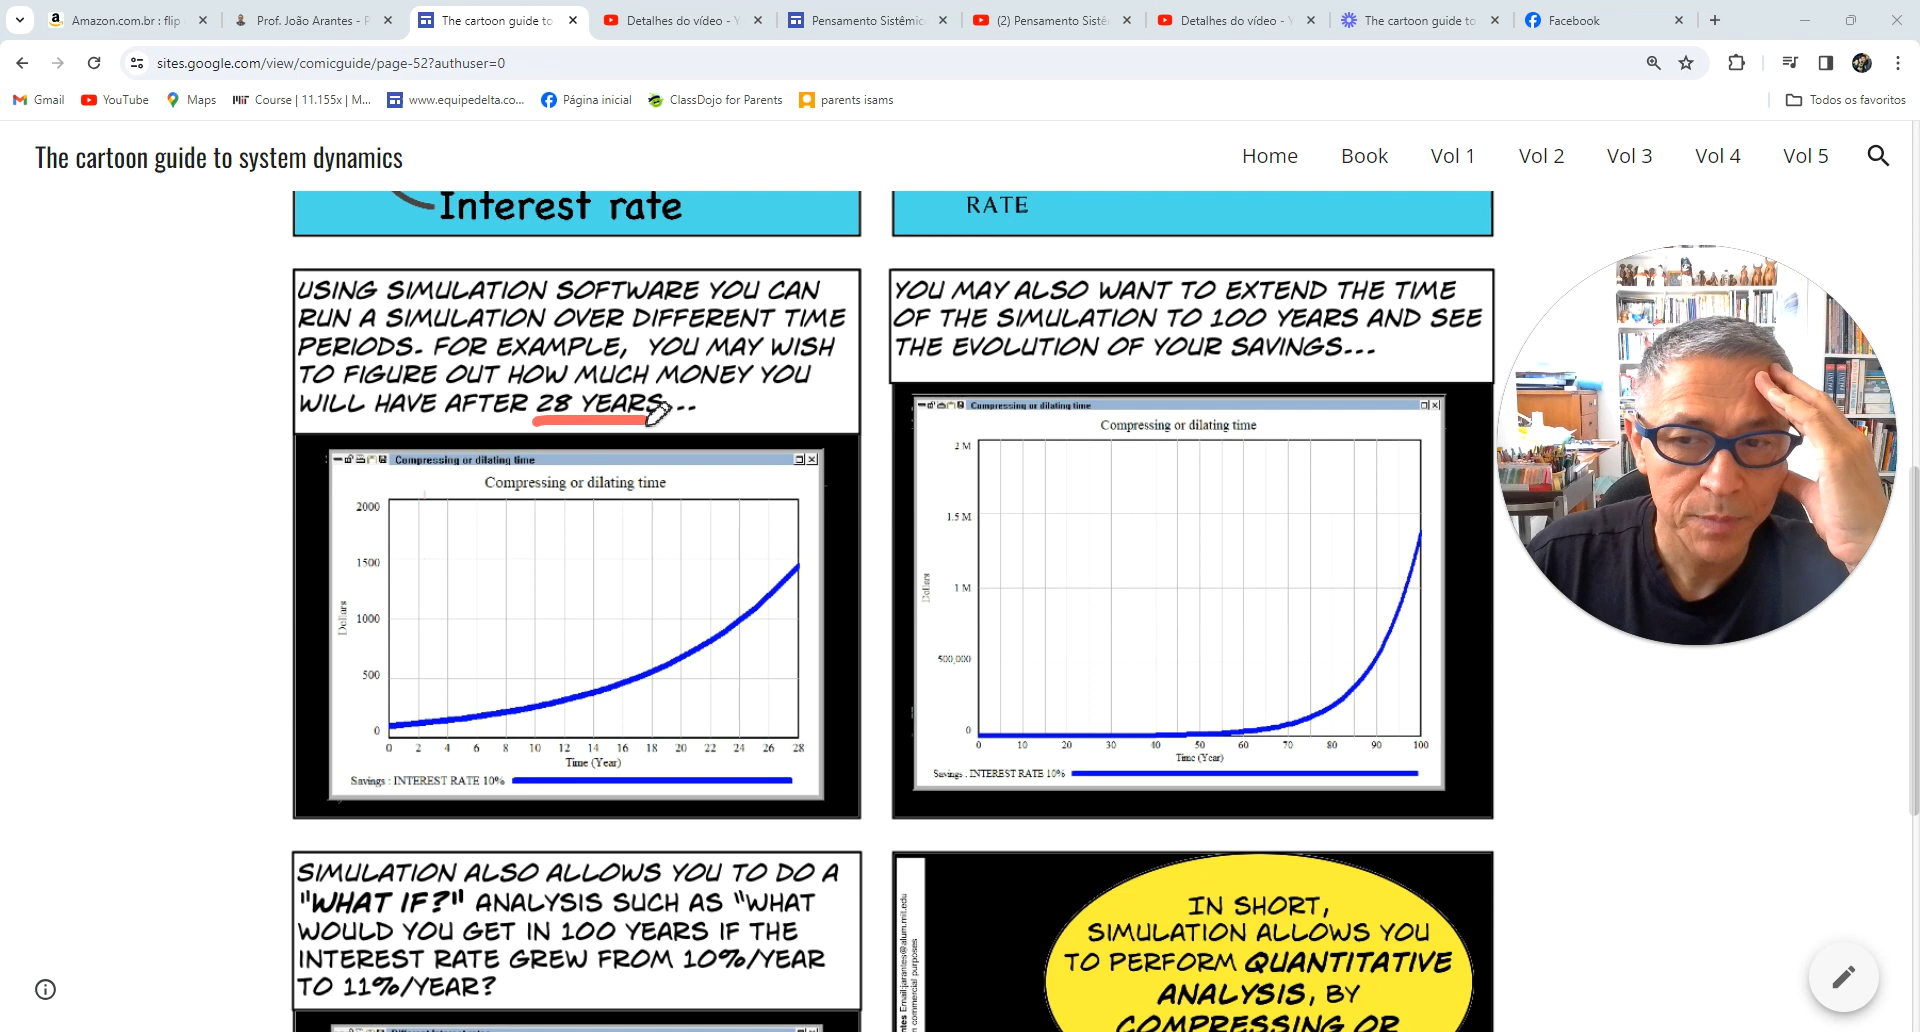 Amazon.com.br : flip
Prof. João Arantes - P
The cartoon guide to
Detalhes do vídeo - Y
Pensamento Sistêmic
(2) Pensamento Sistê
Detalhes do vídeo - Y
The cartoon guide to
Facebook
sites.google.com/view/comicguide/page-52?authuser=0
Gmail
YouTube
Maps
Course | 11.155x | M...
www.equipedelta.co...
Página inicial
ClassDojo for Parents
parents isams
Todos os favoritos
The cartoon guide to system dynamics
Home
Book
Vol 1
Vol 2
Vol 3
Vol 4
Vol 5
Interest rate
RATE
USING SIMULATION SOFTWARE YOU CAN
RUN A SIMULATION OVER DIFFERENT TIME
PERIODS. FOR EXAMPLE, YOU MAY WISH
TO FIGURE OUT HOW MUCH MONEY YOU
WILL HAVE AFTER 28 YEARS...
Compressing or dilating time
Compressing or dilating time
2000
1500
1000
500
0
Dollars
0 2 4 6 8 10 12 14 16 18 20 22 24 26 28
Time (Year)
Savings : INTEREST RATE 10%
YOU MAY ALSO WANT TO EXTEND THE TIME
OF THE SIMULATION TO 100 YEARS AND SEE
THE EVOLUTION OF YOUR SAVINGS...
Compressing or dilating time
Compressing or dilating time
2 M
1.5 M
1 M
500,000
0
Dollars
0 10 20 30 40 50 60 70 80 90 100
Time (Year)
Savings : INTEREST RATE 10%
SIMULATION ALSO ALLOWS YOU TO DO A
"WHAT IF?" ANALYSIS SUCH AS "WHAT
WOULD YOU GET IN 100 YEARS IF THE
INTEREST RATE GREW FROM 10%/YEAR
TO 11%/YEAR?
ntes Email:jarantes@alum.mit.edu
commercial purposes
IN SHORT,
SIMULATION ALLOWS YOU
TO PERFORM QUANTITATIVE
ANALYSIS, BY
COMPRESSING OR